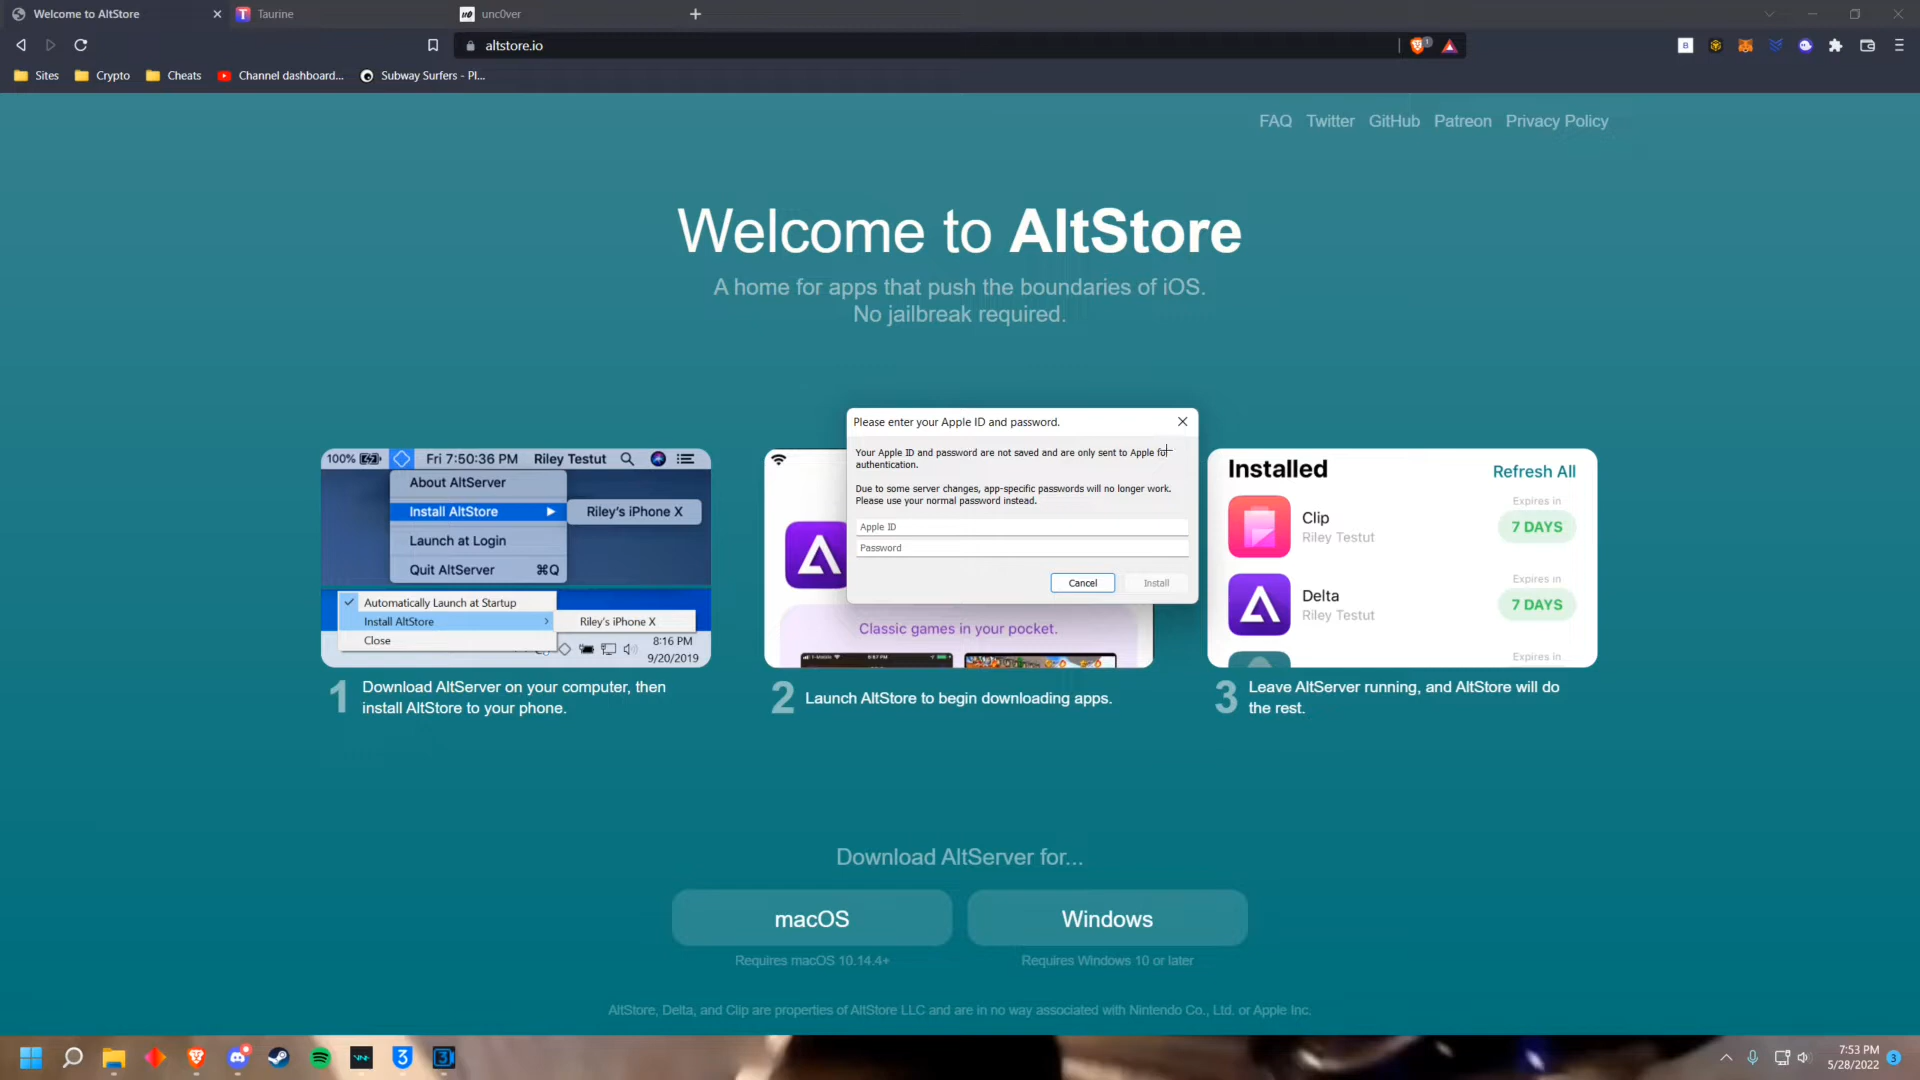 Welcome to AltStore
Taurine
unc0ver
altstore.io
Sites
Crypto
Cheats
Channel dashboard...
Subway Surfers - Pl...
FAQ
Twitter
GitHub
Patreon
Privacy Policy
Welcome to AltStore
A home for apps that push the boundaries of iOS.
No jailbreak required.
100%
Fri 7:50:36 PM
Riley Testut
About AltServer
Install AltStore
Riley's iPhone X
Launch at Login
Quit AltServer
⌘Q
Automatically Launch at Startup
Install AltStore
Riley's iPhone X
Close
8:16 PM
9/20/2019
1
Download AltServer on your computer, then
install AltStore to your phone.
Please enter your Apple ID and password.
Your Apple ID and password are not saved and are only sent to Apple for
authentication.
Due to some server changes, app-specific passwords will no longer work.
Please use your normal password instead.
Apple ID
Password
Cancel
Install
Classic games in your pocket.
2
Launch AltStore to begin downloading apps.
Installed
Refresh All
Clip
Riley Testut
Expires in
7 DAYS
Delta
Riley Testut
Expires in
7 DAYS
Expires in
3
Leave AltServer running, and AltStore will do
the rest.
Download AltServer for...
macOS
Windows
Requires macOS 10.14.4+
Requires Windows 10 or later
AltStore, Delta, and Clip are properties of AltStore LLC and are in no way associated with Nintendo Co., Ltd. or Apple Inc.
7:53 PM
5/28/2022
3